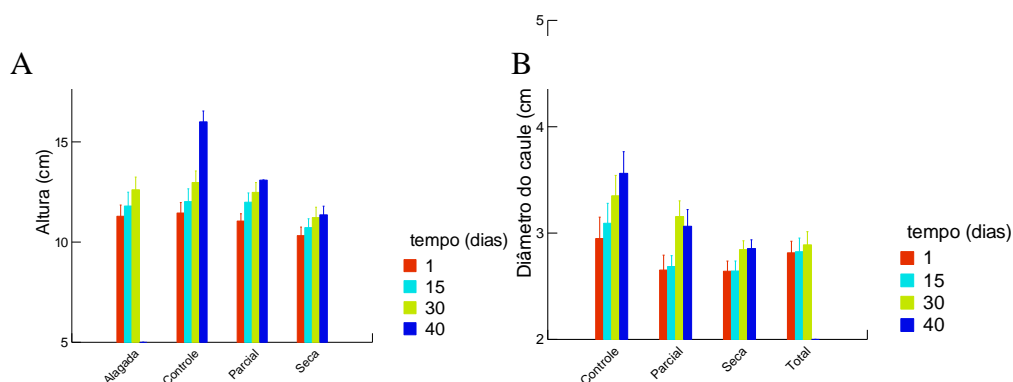 A
Altura (cm)
15
10
5
Alagada
Controle
Parcial
Seca
tempo (dias)
1
15
30
40
B
Diâmetro do caule (cm
5
4
3
2
Controle
Parcial
Seca
Total
tempo (dias)
1
15
30
40